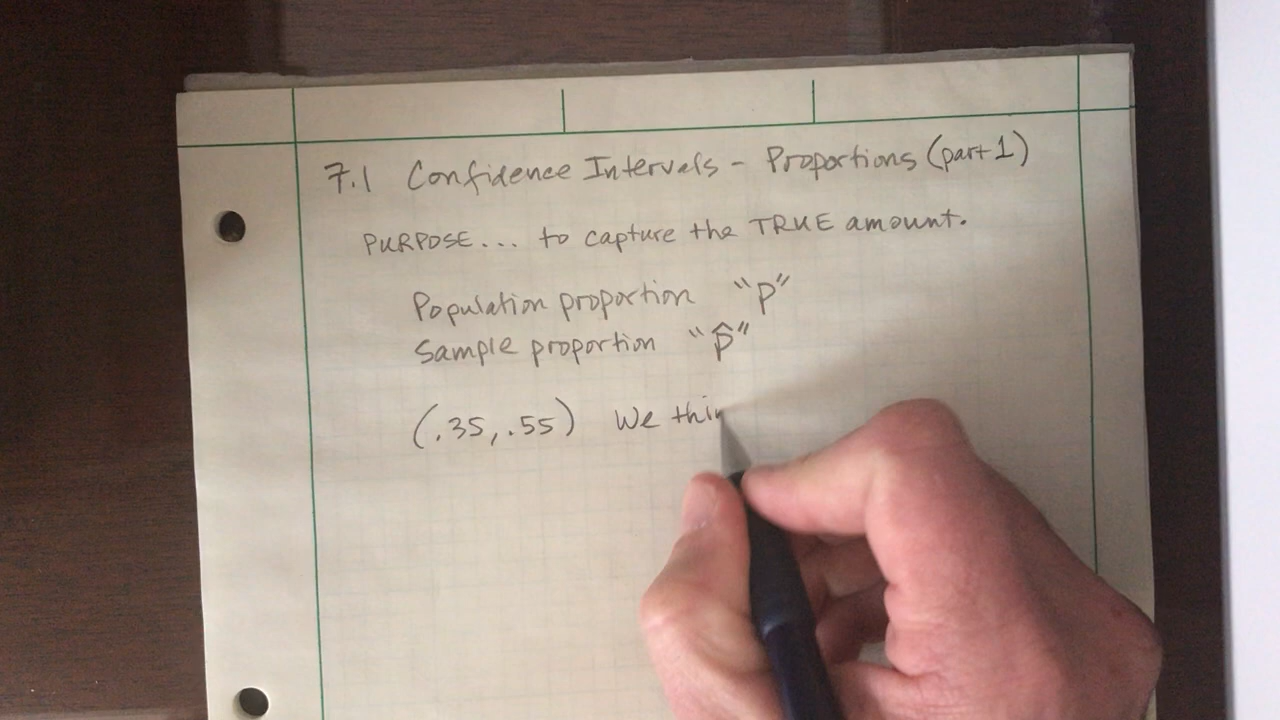 7.1 Confidence Intervals - Proportions (part 1)
PURPOSE... to capture the TRUE amount.
Population proportion "p"
Sample proportion "p̂"
(.35, .55) We thin